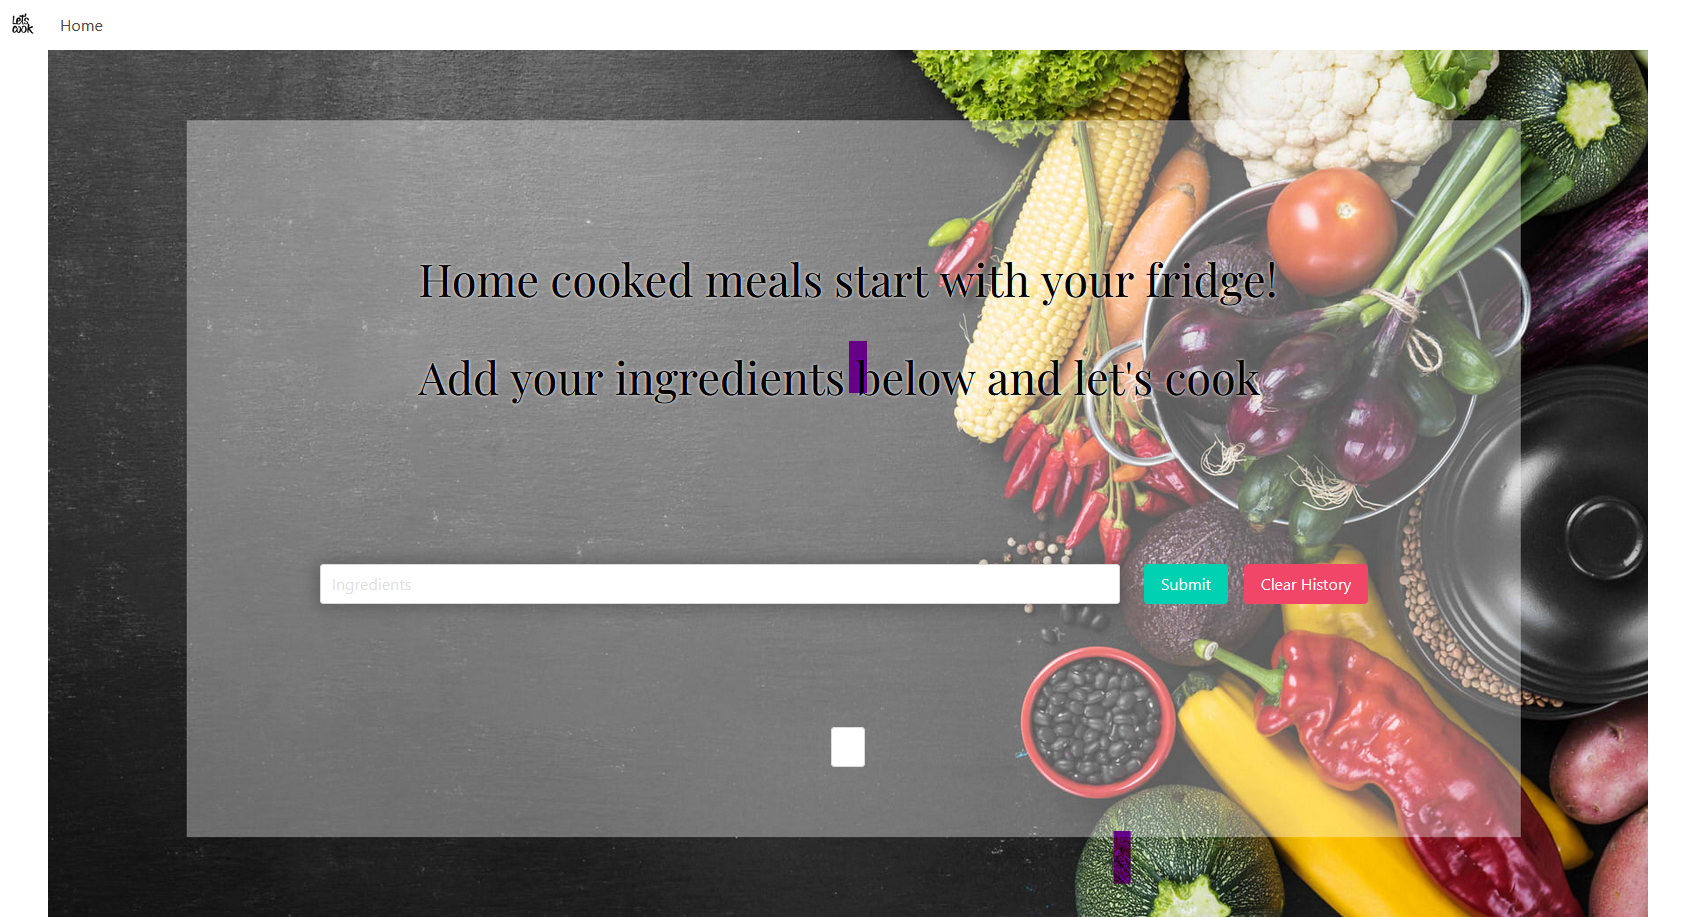 Let's
cook
Home
Home cooked meals start with your fridge!
Add your ingredients below and let's cook
Ingredients
Submit
Clear History